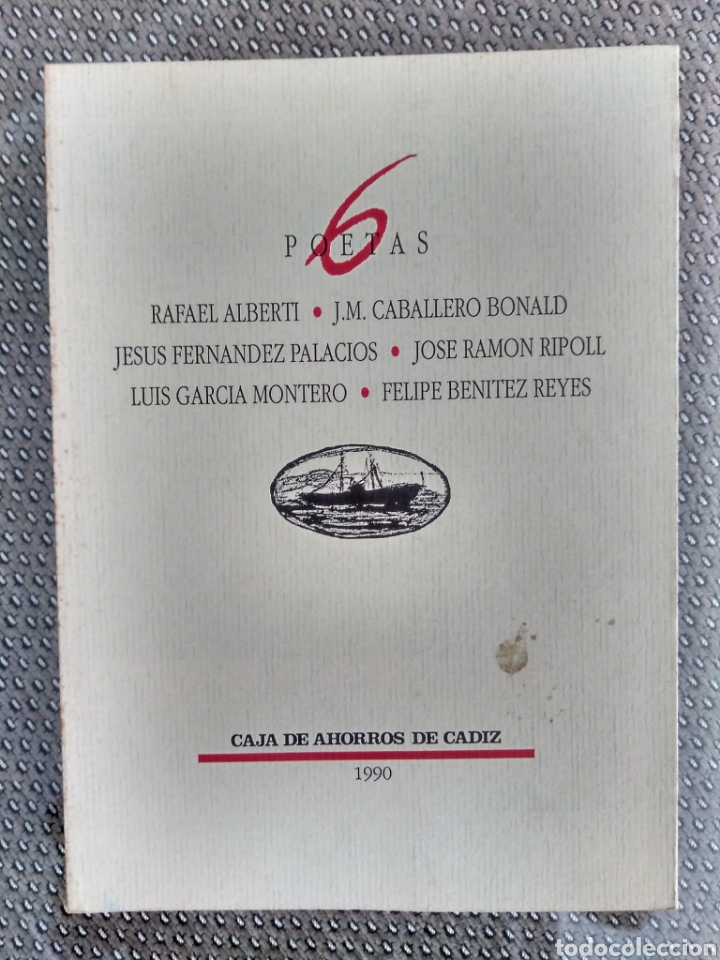 6
POETAS
RAFAEL ALBERTI • J.M. CABALLERO BONALD
JESUS FERNANDEZ PALACIOS • JOSE RAMON RIPOLL
LUIS GARCIA MONTERO • FELIPE BENITEZ REYES
CAJA DE AHORROS DE CADIZ
1990
todocoleccion